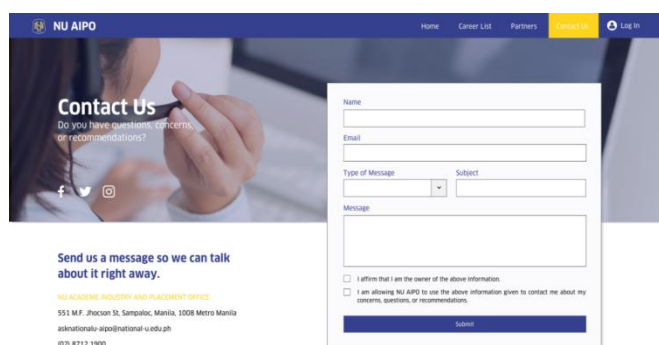 NU AIPO
Home Career List Partners Contact Us Log In
Contact Us
Do you have questions, concerns,
or recommendations?
Name
Email
Type of Message Subject
Message
I affirm that I am the owner of the above information.
I am allowing NU AIPO to use the above information given to contact me about my
concerns, questions, or recommendations.
Submit
Send us a message so we can talk
about it right away.
NU ACADEME INDUSTRY AND PLACEMENT OFFICE
551 M.F. Jhocson St, Sampaloc, Manila, 1008 Metro Manila
asknationalu-aipo@national-u.edu.ph
(02) 8712 1900